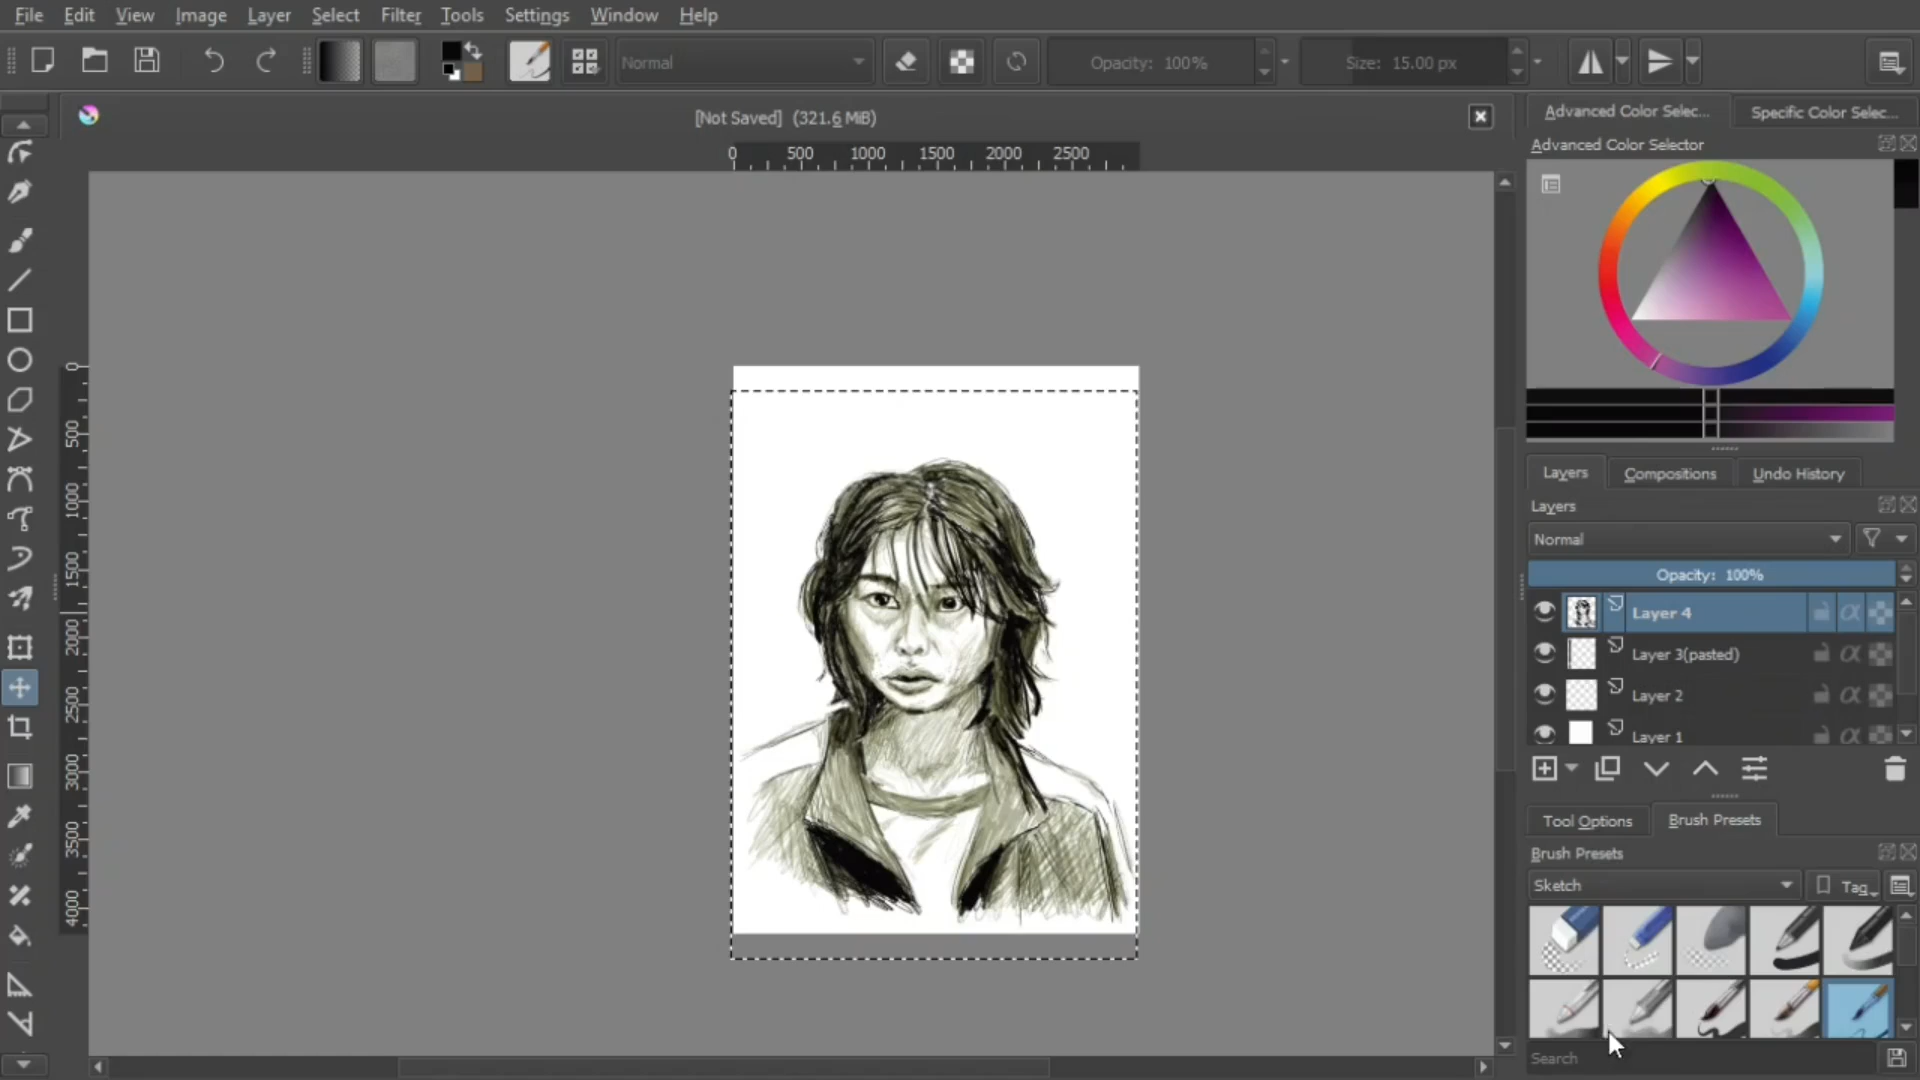 File Edit View Image Layer Select Filter Tools Settings Window Help
Normal Opacity: 100% Size: 15.00 px
[Not Saved] (321.6 MiB)
Advanced Color Selec... Specific Color Selec...
Advanced Color Selector
0 500 1000 1500 2000 2500
0
500
1000
1500
2000
2500
3000
3500
4000
Layers Compositions Undo History
Layers
Normal
Opacity: 100%
Layer 4
Layer 3(pasted)
Layer 2
Layer 1
Tool Options Brush Presets
Brush Presets
Sketch Tag
Search